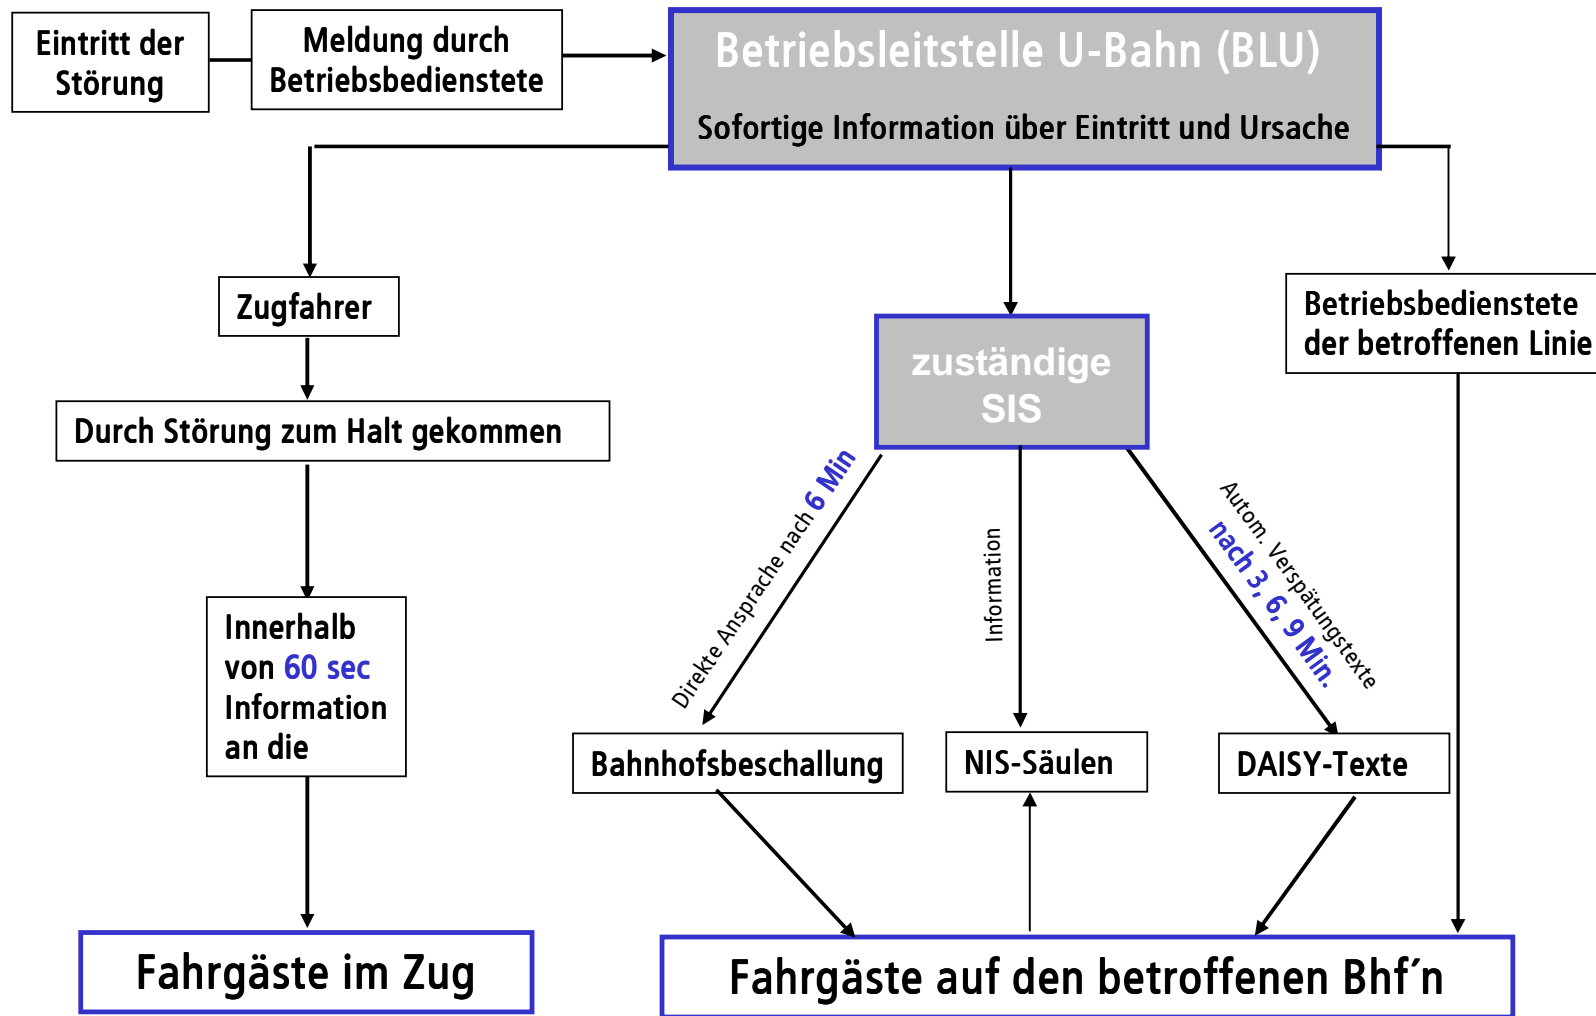 Eintritt der
Störung
Meldung durch
Betriebsbedienstete
Betriebsleitstelle U-Bahn (BLU)
Sofortige Information über Eintritt und Ursache
Zugfahrer
zuständige
SIS
Betriebsbedienstete
der betroffenen Linie
Durch Störung zum Halt gekommen
Direkte Ansprache nach 6 Min
Information
Autom. Verspätungstexte
nach 3, 6, 9 Min.
Innerhalb
von 60 sec
Information
an die
Bahnhofsbeschallung
NIS-Säulen
DAISY-Texte
Fahrgäste im Zug
Fahrgäste auf den betroffenen Bhf´n